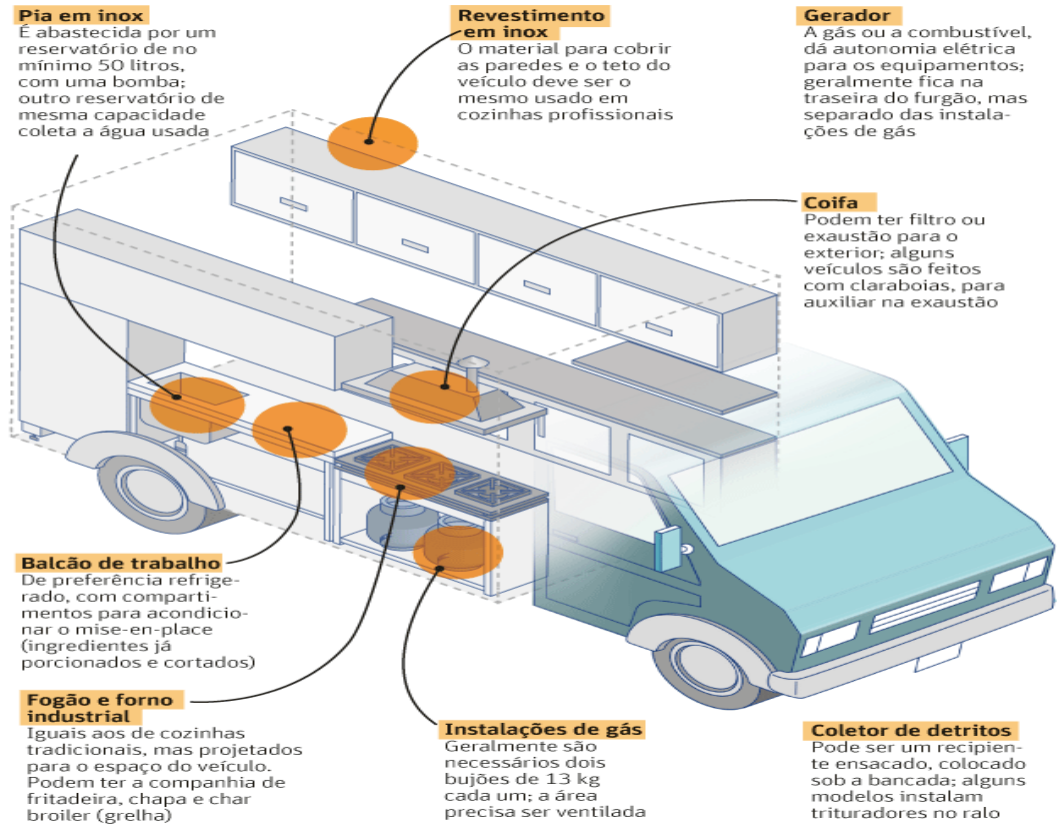 Pia em inox
É abastecida por um
reservatório de no
mínimo 50 litros,
com uma bomba;
outro reservatório de
mesma capacidade
coleta a água usada
Revestimento
em inox
O material para cobrir
as paredes e o teto do
veículo deve ser o
mesmo usado em
cozinhas profissionais
Gerador
A gás ou a combustível,
dá autonomia elétrica
para os equipamentos;
geralmente fica na
traseira do furgão, mas
separado das instala-
ções de gás
Coifa
Podem ter filtro ou
exaustão para o
exterior; alguns
veículos são feitos
com claraboias, para
auxiliar na exaustão
Balcão de trabalho
De preferência refrige-
rado, com comparti-
mentos para acondicio-
nar o mise-en-place
(ingredientes já
porcionados e cortados)
Fogão e forno
industrial
Iguais aos de cozinhas
tradicionais, mas projetados
para o espaço do veículo.
Podem ter a companhia de
fritadeira, chapa e char
broiler (grelha)
Instalações de gás
Geralmente são
necessários dois
bujões de 13 kg
cada um; a área
precisa ser ventilada
Coletor de detritos
Pode ser um recipien-
te ensacado, colocado
sob a bancada; alguns
modelos instalam
trituradores no ralo